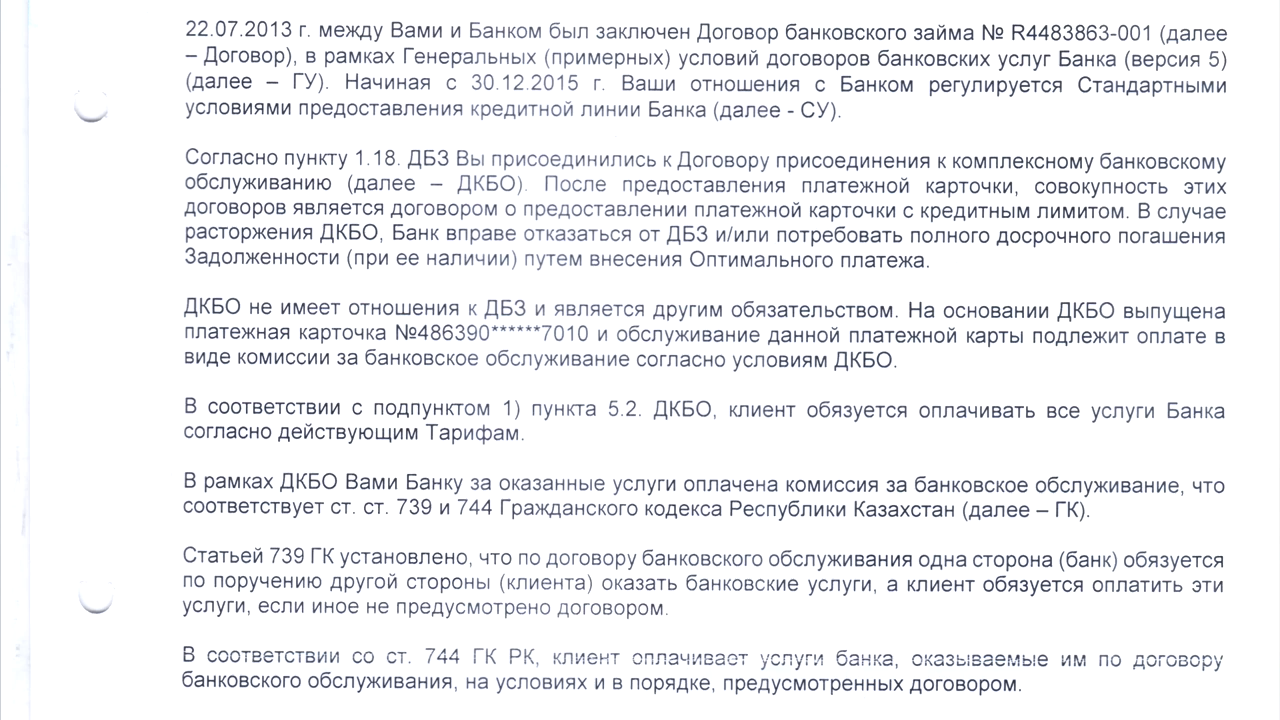 22.07.2013 г. между Вами и Банком был заключен Договор банковского займа № R4483863-001 (далее
– Договор), в рамках Генеральных (примерных) условий договоров банковских услуг Банка (версия 5)
(далее – ГУ). Начиная с 30.12.2015 г. Ваши отношения с Банком регулируется Стандартными
условиями предоставления кредитной линии Банка (далее - СУ).
Согласно пункту 1.18. ДБЗ Вы присоединились к Договору присоединения к комплексному банковскому
обслуживанию (далее – ДКБО). После предоставления платежной карточки, совокупность этих
договоров является договором о предоставлении платежной карточки с кредитным лимитом. В случае
расторжения ДКБО, Банк вправе отказаться от ДБЗ и/или потребовать полного досрочного погашения
Задолженности (при ее наличии) путем внесения Оптимального платежа.
ДКБО не имеет отношения к ДБЗ и является другим обязательством. На основании ДКБО выпущена
платежная карточка №486390******7010 и обслуживание данной платежной карты подлежит оплате в
виде комиссии за банковское обслуживание согласно условиям ДКБО.
В соответствии с подпунктом 1) пункта 5.2. ДКБО, клиент обязуется оплачивать все услуги Банка
согласно действующим Тарифам.
В рамках ДКБО Вами Банку за оказанные услуги оплачена комиссия за банковское обслуживание, что
соответствует ст. ст. 739 и 744 Гражданского кодекса Республики Казахстан (далее – ГК).
Статьей 739 ГК установлено, что по договору банковского обслуживания одна сторона (банк) обязуется
по поручению другой стороны (клиента) оказать банковские услуги, а клиент обязуется оплатить эти
услуги, если иное не предусмотрено договором.
В соответствии со ст. 744 ГК РК, клиент оплачивает услуги банка, оказываемые им по договору
банковского обслуживания, на условиях и в порядке, предусмотренных договором.